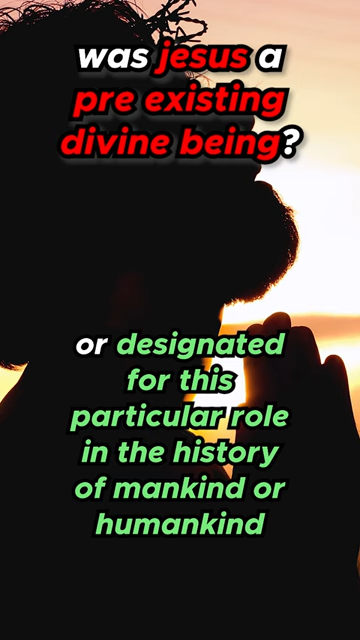 was jesus a
pre existing
divine being?
or designated
for this
particular role
in the history
of mankind or
humankind